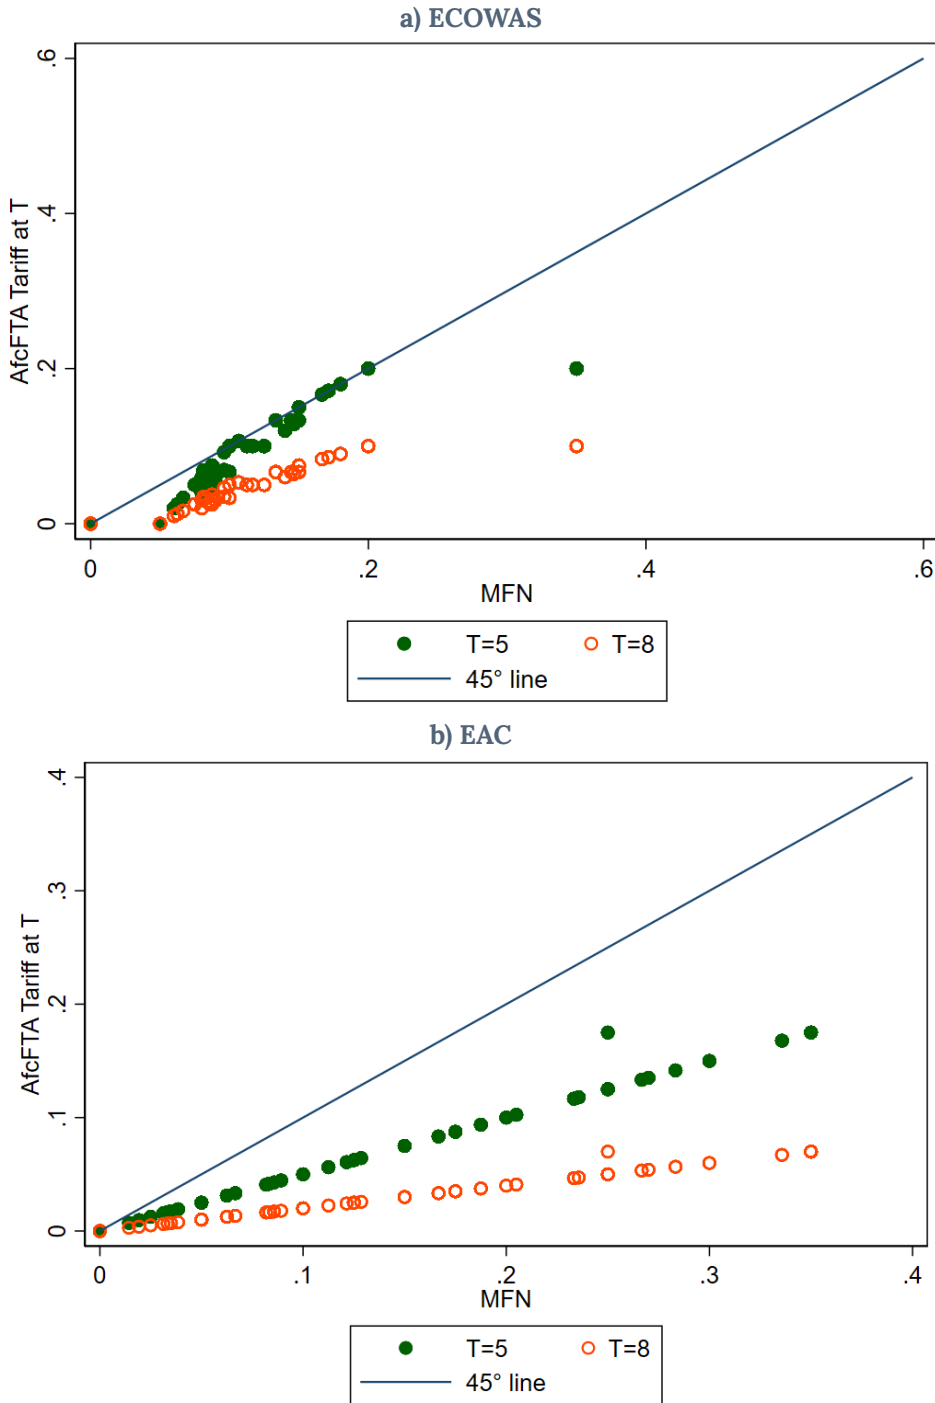 a) ECOWAS
.6
.4
.2
0
AfcFTA Tariff at T
0 .2 .4 .6
MFN
T=5 T=8
45° line
b) EAC
.4
.3
.2
.1
0
AfcFTA Tariff at T
0 .1 .2 .3 .4
MFN
T=5 T=8
45° line